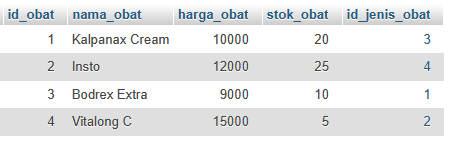 id_obat nama_obat harga_obat stok_obat id_jenis_obat
1 Kalpanax Cream 10000 20 3
2 Insto 12000 25 4
3 Bodrex Extra 9000 10 1
4 Vitalong C 15000 5 2